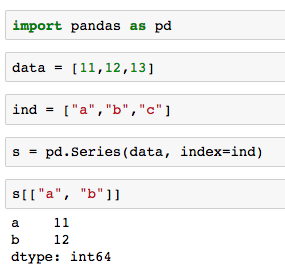 import pandas as pd
data = [11,12,13]
ind = ["a","b","c"]
s = pd.Series(data, index=ind)
s[["a", "b"]]
a    11
b    12
dtype: int64